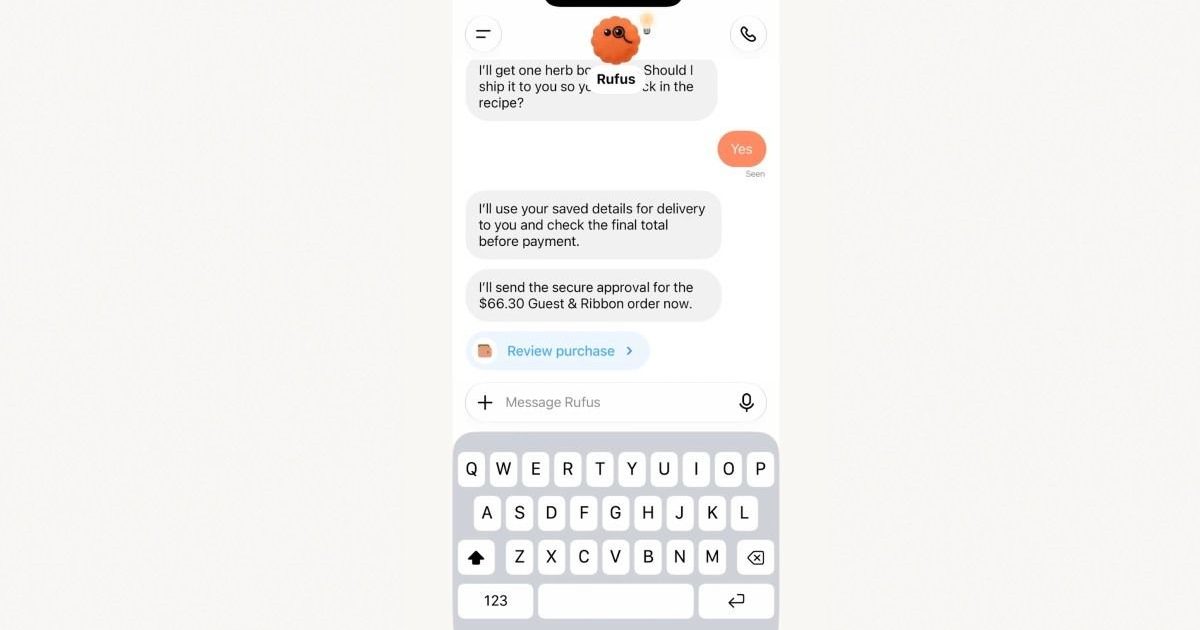 Rufus
I'll get one herb bo Should I
ship it to you so yo ck in the
recipe?
Yes
Seen
I'll use your saved details for delivery
to you and check the final total
before payment.
I'll send the secure approval for the
$66.30 Guest & Ribbon order now.
Review purchase
Message Rufus
Q W E R T Y U I O P
A S D F G H J K L
Z X C V B N M
123